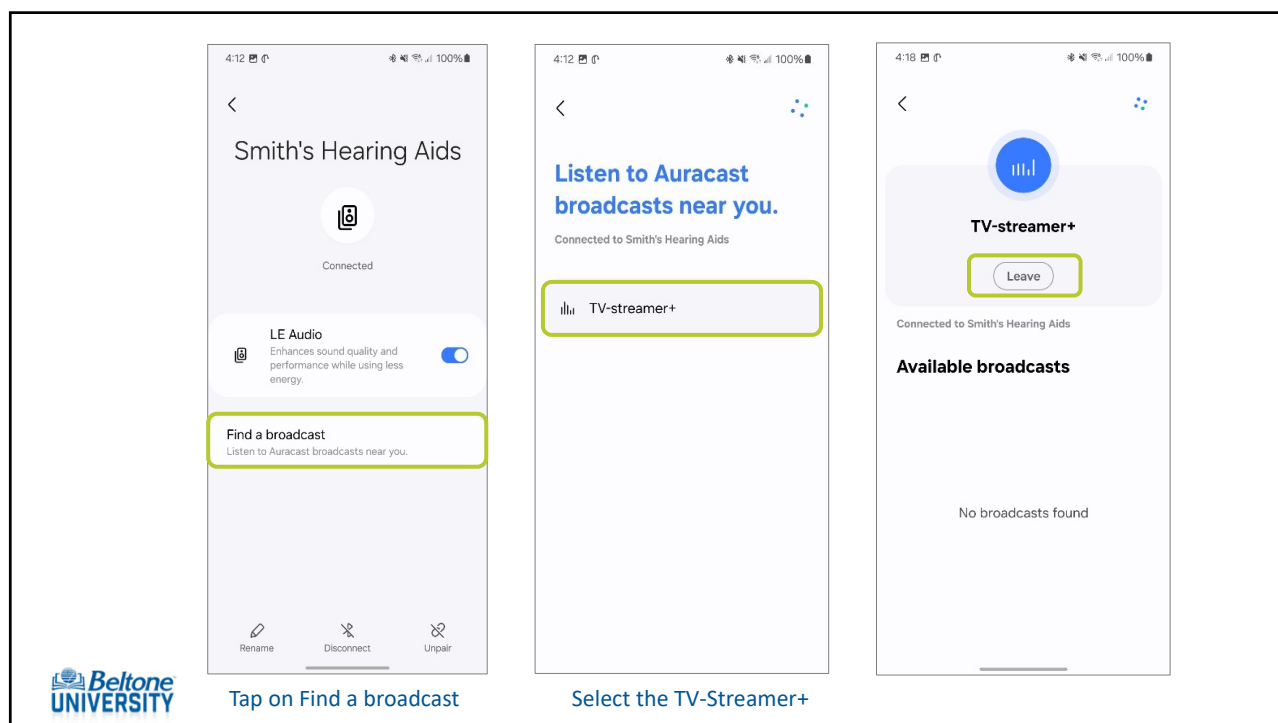 4:12
100%
Smith's Hearing Aids
Connected
LE Audio
Enhances sound quality and
performance while using less
energy.
Find a broadcast
Listen to Auracast broadcasts near you.
Rename
Disconnect
Unpair
Tap on Find a broadcast
4:12
100%
Listen to Auracast
broadcasts near you.
Connected to Smith's Hearing Aids
TV-streamer+
Select the TV-Streamer+
4:18
100%
TV-streamer+
Leave
Connected to Smith's Hearing Aids
Available broadcasts
No broadcasts found
Beltone
UNIVERSITY